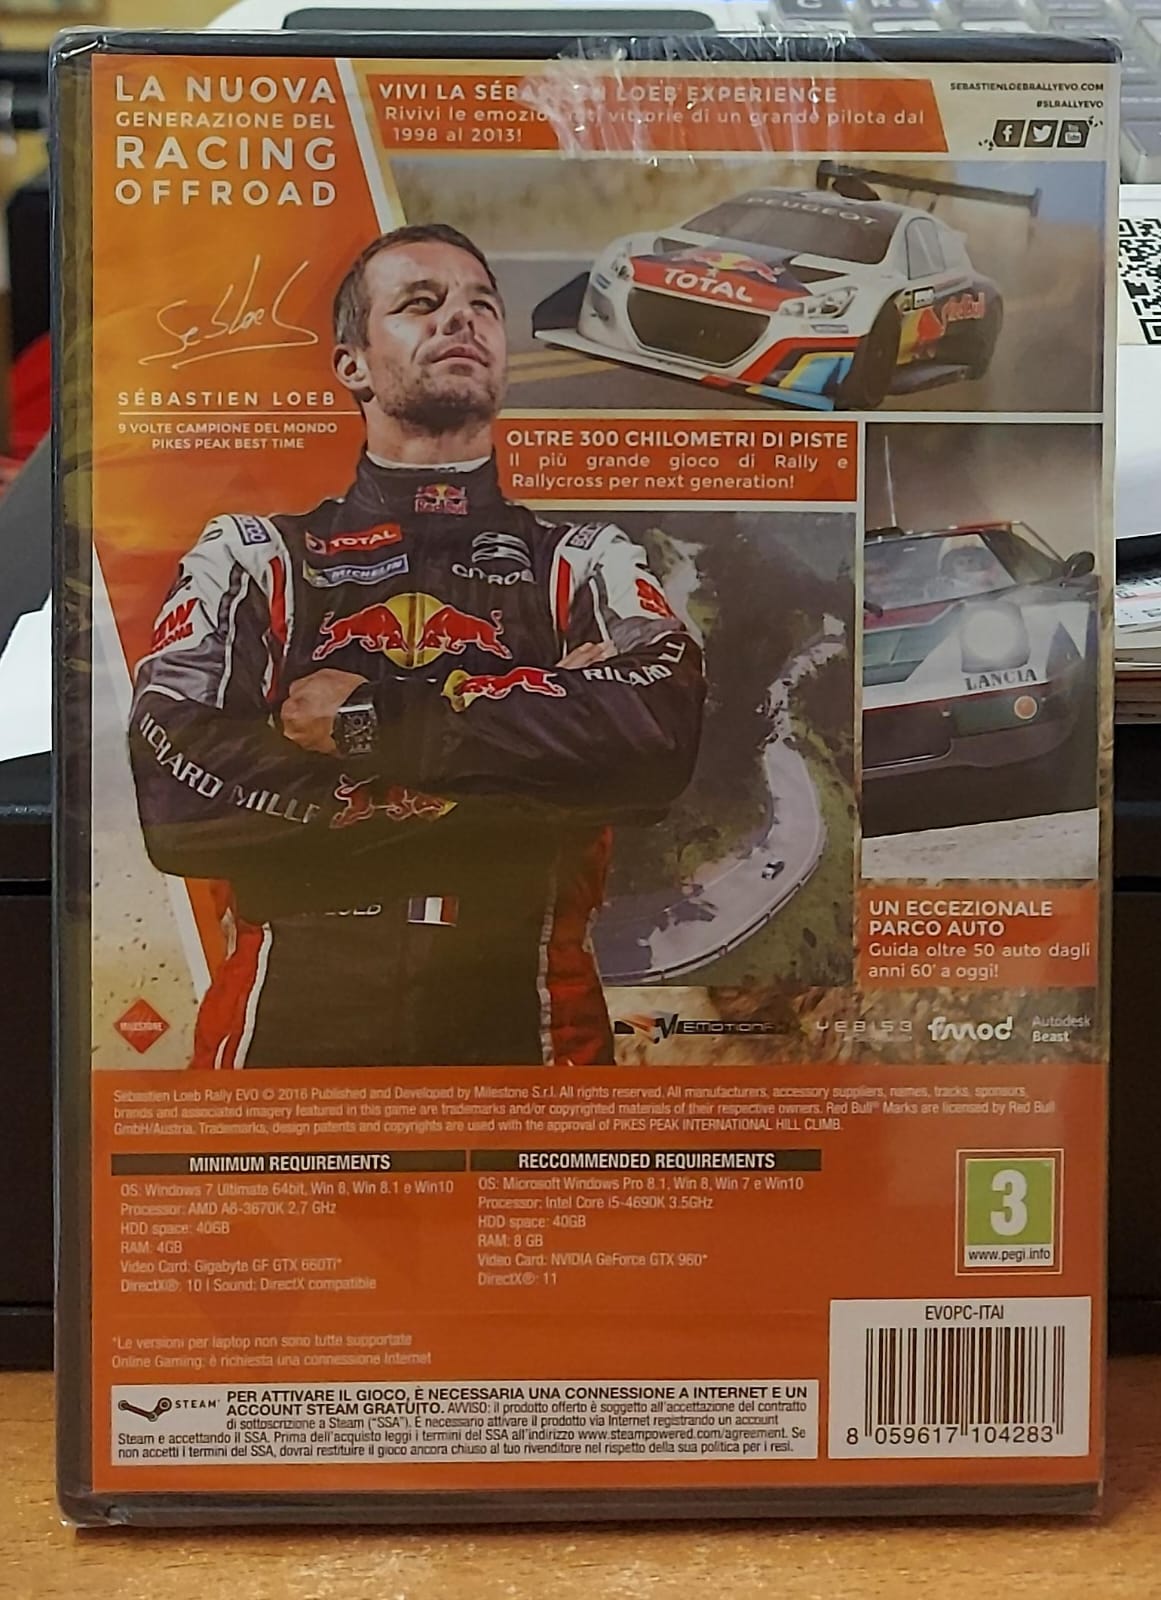 LA NUOVA
GENERAZIONE DEL
RACING
OFFROAD
VIVI LA SÉBASTIEN LOEB EXPERIENCE
Rivivi le emozioni vittorie di un grande pilota dal
1998 al 2013!
SEBASTIENLOEBRALLYEVO.COM
#SLRALLYEVO
You
Tube
PEUGEOT
Red Bull
TOTAL
Red Bull
SÉBASTIEN LOEB
9 VOLTE CAMPIONE DEL MONDO
PIKES PEAK BEST TIME
OLTRE 300 CHILOMETRI DI PISTE
Il più grande gioco di Rally e
Rallycross per next generation!
Red Bull
TOTAL
MICHELIN
CITROË
RICHARD MILLE
LANCIA
UN ECCEZIONALE
PARCO AUTO
Guida oltre 50 auto dagli
anni 60' a oggi!
MILESTONE
EMOTION
YEBIS3
fmod
Autodesk
Beast
Sébastien Loeb Rally EVO © 2016 Published and Developed by Milestone S.r.l. All rights reserved. All manufacturers, accessory suppliers, names, tracks, sponsors,
brands and associated imagery featured in this game are trademarks and/or copyrighted materials of their respective owners. Red Bull® Marks are licensed by Red Bull
GmbH/Austria. Trademarks, design patents and copyrights are used with the approval of PIKES PEAK INTERNATIONAL HILL CLIMB.
MINIMUM REQUIREMENTS
OS: Windows 7 Ultimate 64bit, Win 8, Win 8.1 e Win10
Processor: AMD A6-3670K 2,7 GHz
HDD space: 40GB
RAM: 4GB
Video Card: Gigabyte GF GTX 660Ti*
DirectX®: 10 | Sound: DirectX compatibile
RECCOMMENDED REQUIREMENTS
OS: Microsoft Windows Pro 8.1, Win 8, Win 7 e Win10
Processor: Intel Core i5-4690K 3.5GHz
HDD space: 40GB
RAM: 8 GB
Video Card: NVIDIA GeForce GTX 960*
DirectX®: 11
3
www.pegi.info
*Le versioni per laptop non sono tutte supportate
Online Gaming: è richiesta una connessione Internet
EVOPC-ITAI
8 059617 104283
STEAM
PER ATTIVARE IL GIOCO, È NECESSARIA UNA CONNESSIONE A INTERNET E UN
ACCOUNT STEAM GRATUITO. AVVISO: il prodotto offerto è soggetto all'accettazione del contratto
di sottoscrizione a Steam ("SSA"). È necessario attivare il prodotto via Internet registrando un account
Steam e accettando il SSA. Prima dell'acquisto leggi i termini del SSA all'indirizzo www.steampowered.com/agreement. Se
non accetti i termini del SSA, dovrai restituire il gioco ancora chiuso al tuo rivenditore nel rispetto della sua politica per i resi.